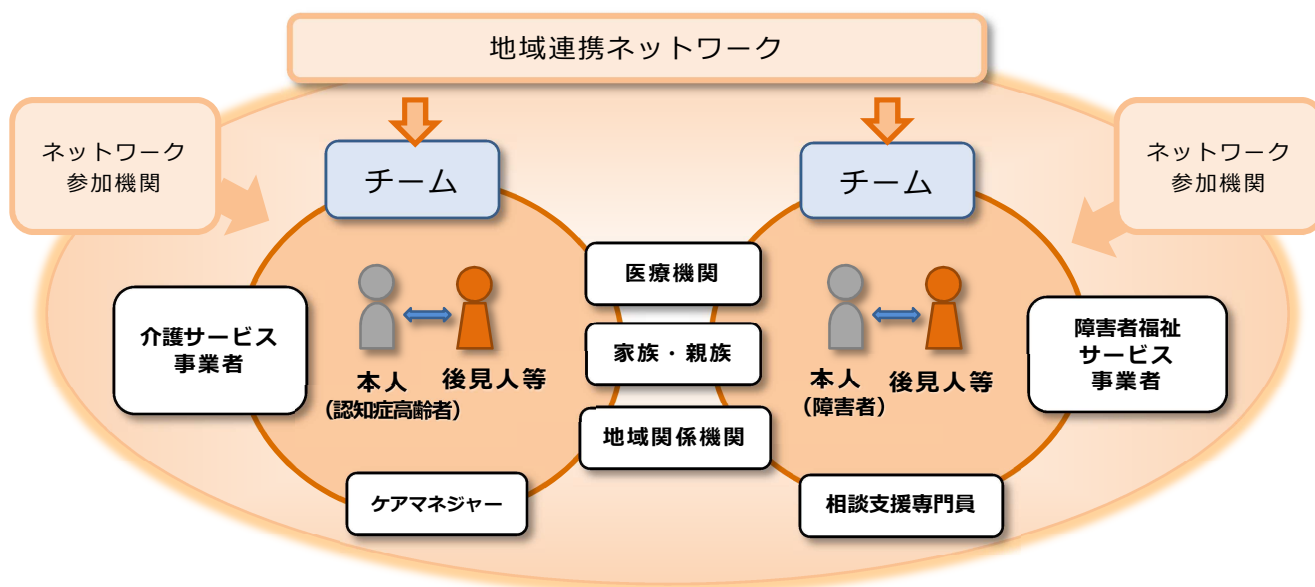 地域連携ネットワーク
ネットワーク
参加機関
ネットワーク
参加機関
チーム
チーム
医療機関
家族・親族
地域関係機関
介護サービス
事業者
本人
(認知症高齢者)
後見人等
ケアマネジャー
本人
(障害者)
後見人等
障害者福祉
サービス
事業者
相談支援専門員